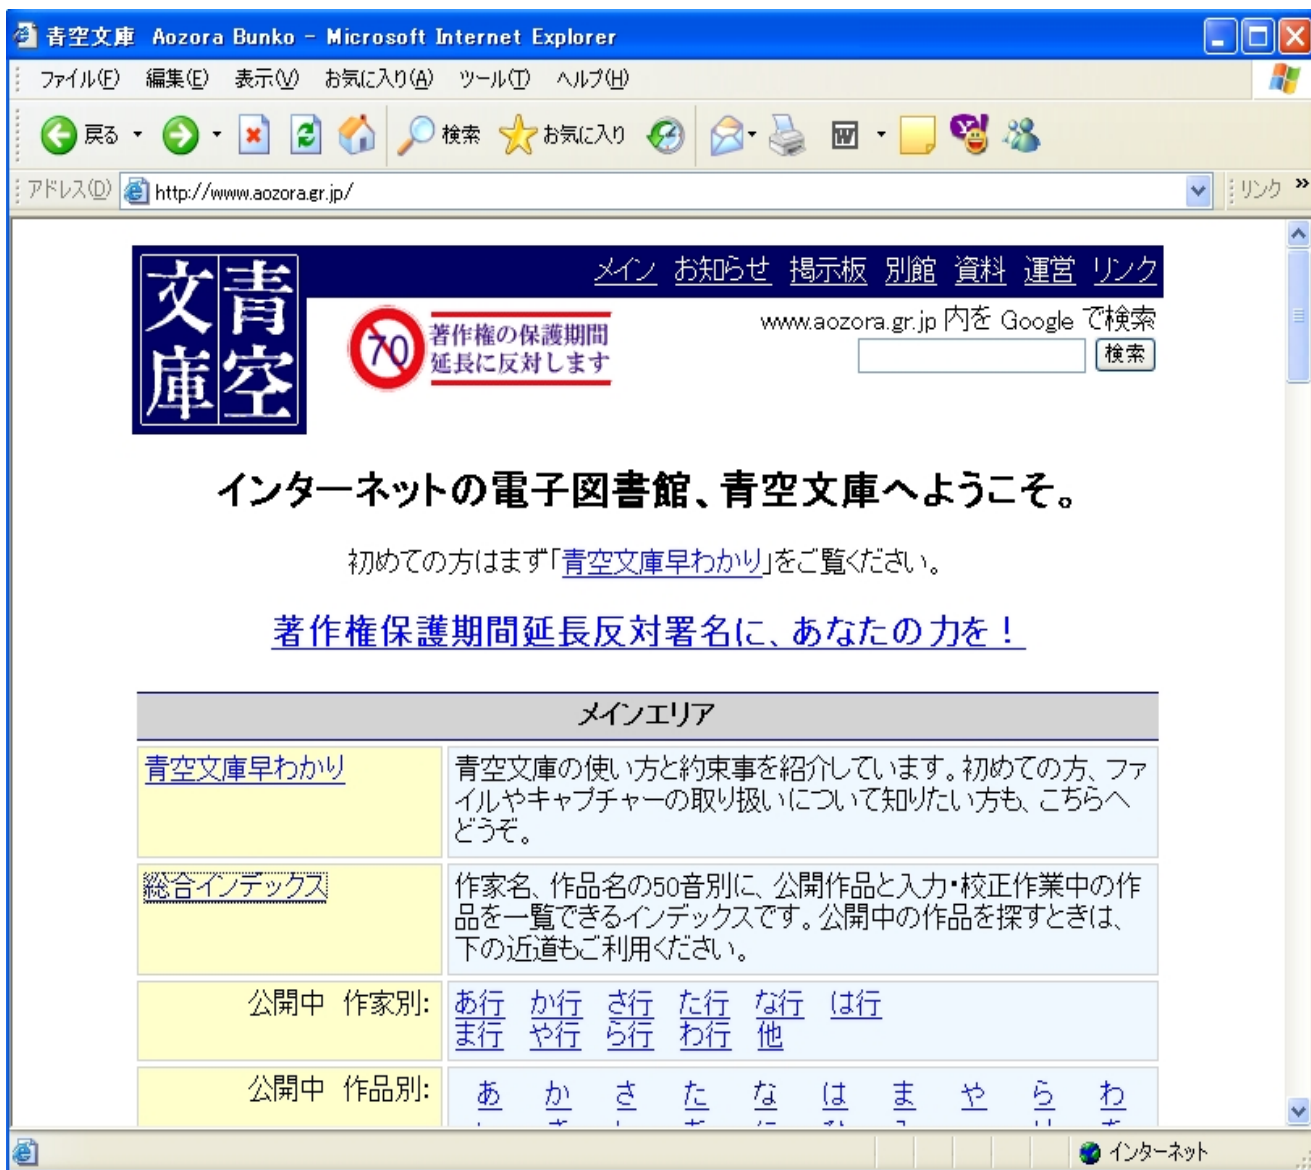 青空文庫 Aozora Bunko - Microsoft Internet Explorer
ファイル(F) 編集(E) 表示(V) お気に入り(A) ツール(T) ヘルプ(H)
戻る 検索 お気に入り
アドレス(D) http://www.aozora.gr.jp/ リンク »
青空文庫
メイン お知らせ 掲示板 別館 資料 運営 リンク
70 著作権の保護期間
延長に反対します
www.aozora.gr.jp 内を Google で検索
検索
インターネットの電子図書館、青空文庫へようこそ。
初めての方はまず「青空文庫早わかり」をご覧ください。
著作権保護期間延長反対署名に、あなたの力を!
メインエリア
青空文庫早わかり
青空文庫の使い方と約束事を紹介しています。初めての方、ファ
イルやキャプチャーの取り扱いについて知りたい方も、こちらへ
どうぞ。
総合インデックス
作家名、作品名の50音別に、公開作品と入力・校正作業中の作
品を一覧できるインデックスです。公開中の作品を探すときは、
下の近道もご利用ください。
公開中 作家別:
あ行 か行 さ行 た行 な行 は行
ま行 や行 ら行 わ行 他
公開中 作品別:
あ か さ た な は ま や ら わ
インターネット